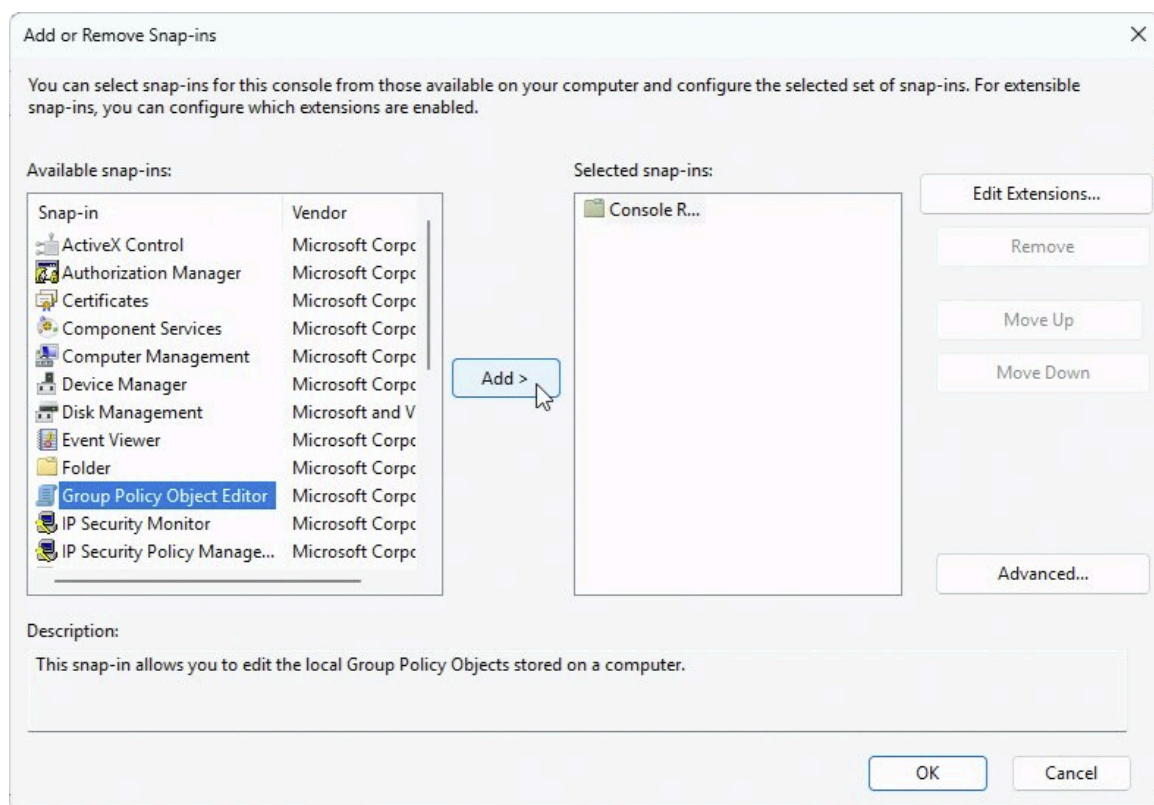 Add or Remove Snap-ins
You can select snap-ins for this console from those available on your computer and configure the selected set of snap-ins. For extensible
snap-ins, you can configure which extensions are enabled.
Available snap-ins:
Snap-in Vendor
ActiveX Control Microsoft Corpc
Authorization Manager Microsoft Corpc
Certificates Microsoft Corpc
Component Services Microsoft Corpc
Computer Management Microsoft Corpc
Device Manager Microsoft Corpc
Disk Management Microsoft and V
Event Viewer Microsoft Corpc
Folder Microsoft Corpc
Group Policy Object Editor Microsoft Corpc
IP Security Monitor Microsoft Corpc
IP Security Policy Manage... Microsoft Corpc
Add >
Selected snap-ins:
Console R...
Edit Extensions...
Remove
Move Up
Move Down
Advanced...
Description:
This snap-in allows you to edit the local Group Policy Objects stored on a computer.
OK
Cancel